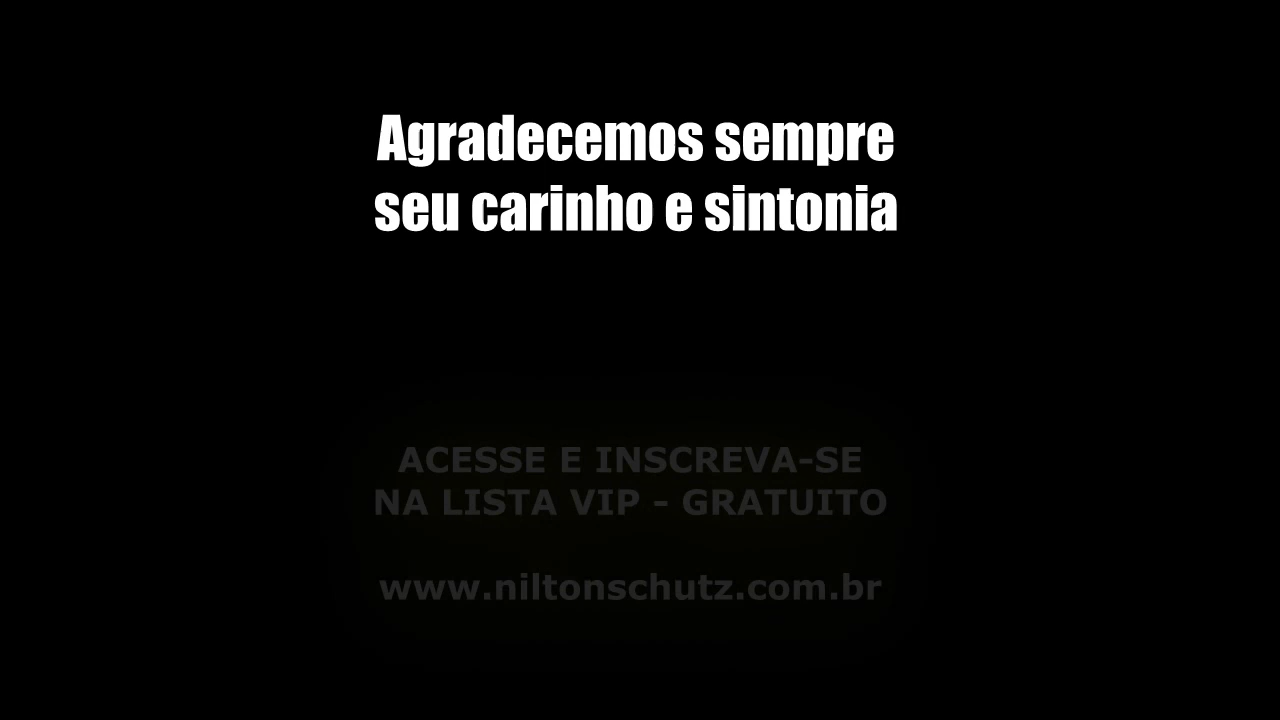 Agradecemos sempre
seu carinho e sintonia
ACESSE E INSCREVA-SE
NA LISTA VIP - GRATUITO
www.niltonschutz.com.br